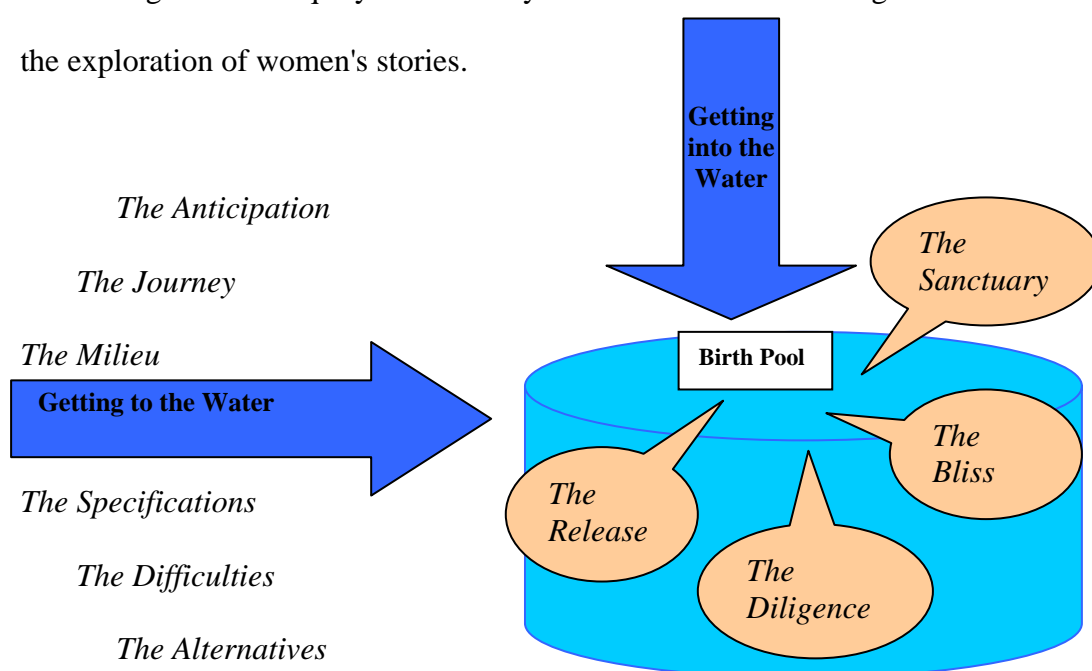 the exploration of women's stories.
Getting
into the
Water
The Anticipation
The Journey
The Milieu
Getting to the Water
The Specifications
The Difficulties
The Alternatives
Birth Pool
The
Sanctuary
The
Bliss
The
Release
The
Diligence